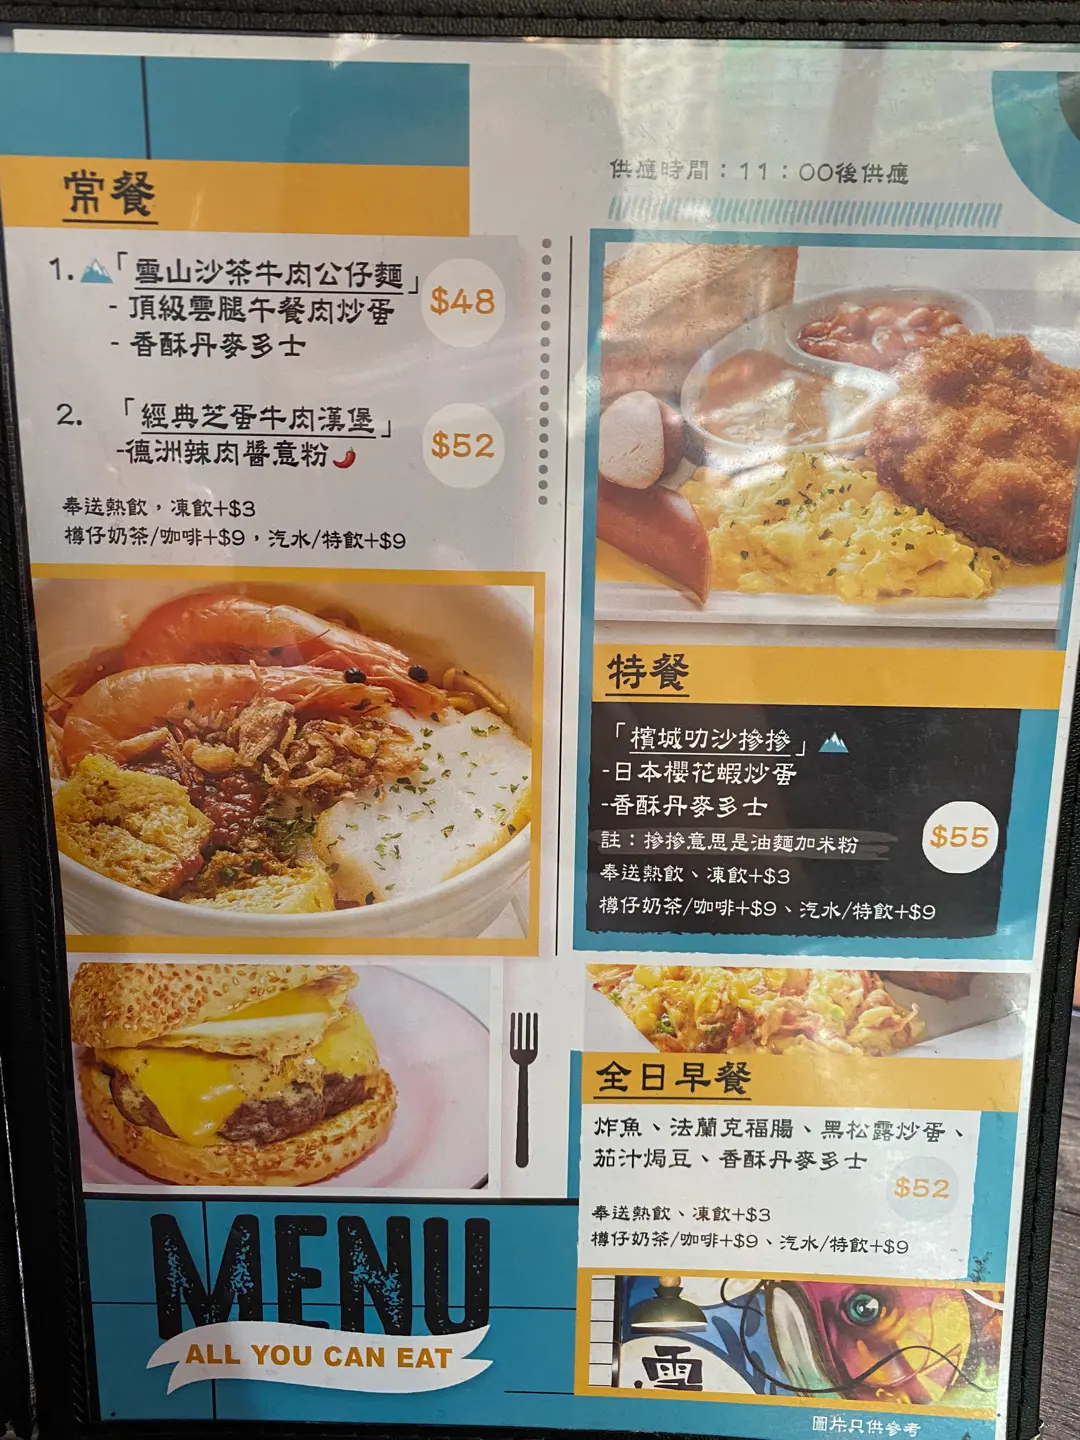 常餐
1. 「雪山沙茶牛肉公仔麵」 $48
- 頂級雲腿午餐肉炒蛋
- 香酥丹麥多士
2. 「經典芝蛋牛肉漢堡」 $52
-德洲辣肉醬意粉
奉送熱飲，凍飲+$3
樽仔奶茶/咖啡+$9，汽水/特飲+$9
供應時間：11：00後供應
特餐
「檳城叻沙摻摻」
-日本櫻花蝦炒蛋
-香酥丹麥多士
註：摻摻意思是油麵加米粉
$55
奉送熱飲、凍飲+$3
樽仔奶茶/咖啡+$9、汽水/特飲+$9
全日早餐
炸魚、法蘭克福腸、黑松露炒蛋、
茄汁焗豆、香酥丹麥多士
$52
奉送熱飲、凍飲+$3
樽仔奶茶/咖啡+$9、汽水/特飲+$9
MENU
ALL YOU CAN EAT
雪
圖片只供參考